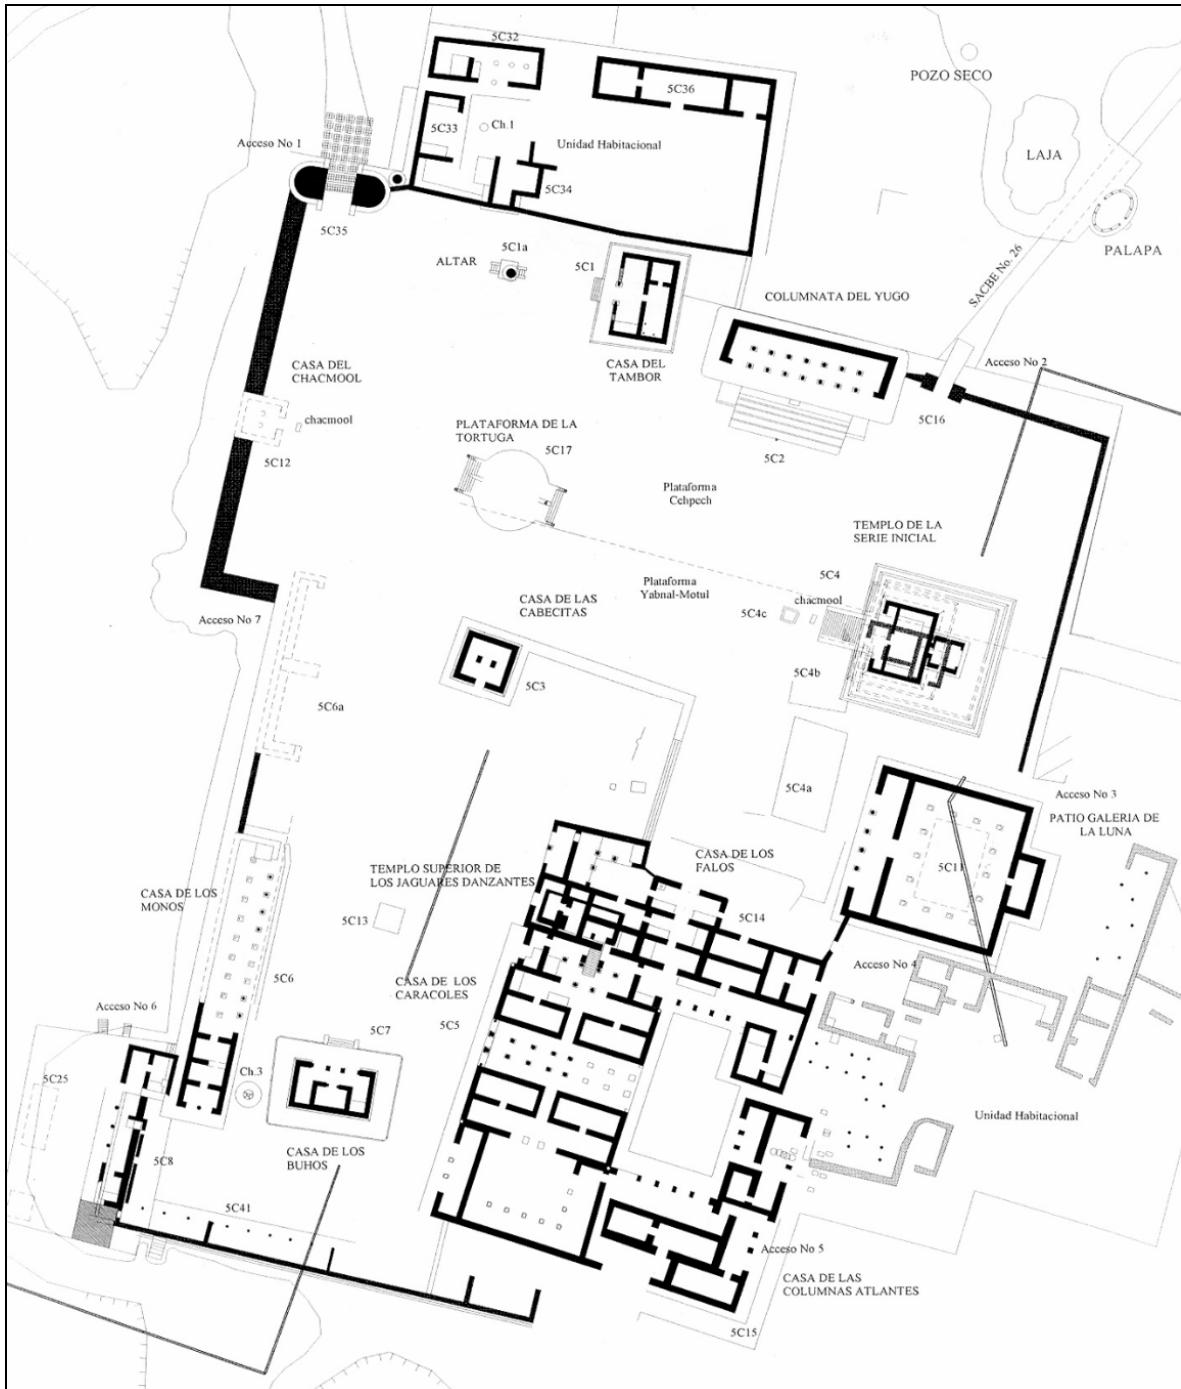 5C32
POZO SECO
5C36
5C33
Ch.1
Acceso No 1
Unidad Habitacional
LAJA
5C34
5C35
5C1a
ALTAR
5C1
PALAPA
SACBE No. 26
COLUMNATA DEL YUGO
CASA DEL
CHACMOOL
CASA DEL
TAMBOR
Acceso No 2
chacmool
5C16
PLATAFORMA DE LA
TORTUGA
5C17
5C12
5C2
Plataforma
Cehpech
TEMPLO DE LA
SERIE INICIAL
5C4
Plataforma
Yabnal-Motul
chacmool
CASA DE LAS
CABECITAS
5C4c
Acceso No 7
5C4b
5C3
5C6a
5C4a
Acceso No 3
PATIO GALERIA DE
LA LUNA
CASA DE LOS
FALOS
5C11
TEMPLO SUPERIOR DE
LOS JAGUARES DANZANTES
CASA DE LOS
MONOS
5C13
5C14
Acceso No 4
5C6
CASA DE LOS
CARACOLES
Acceso No 6
5C7
5C5
5C25
Ch.3
Unidad Habitacional
CASA DE LOS
BUHOS
5C8
5C41
Acceso No 5
CASA DE LAS
COLUMNAS ATLANTES
5C15